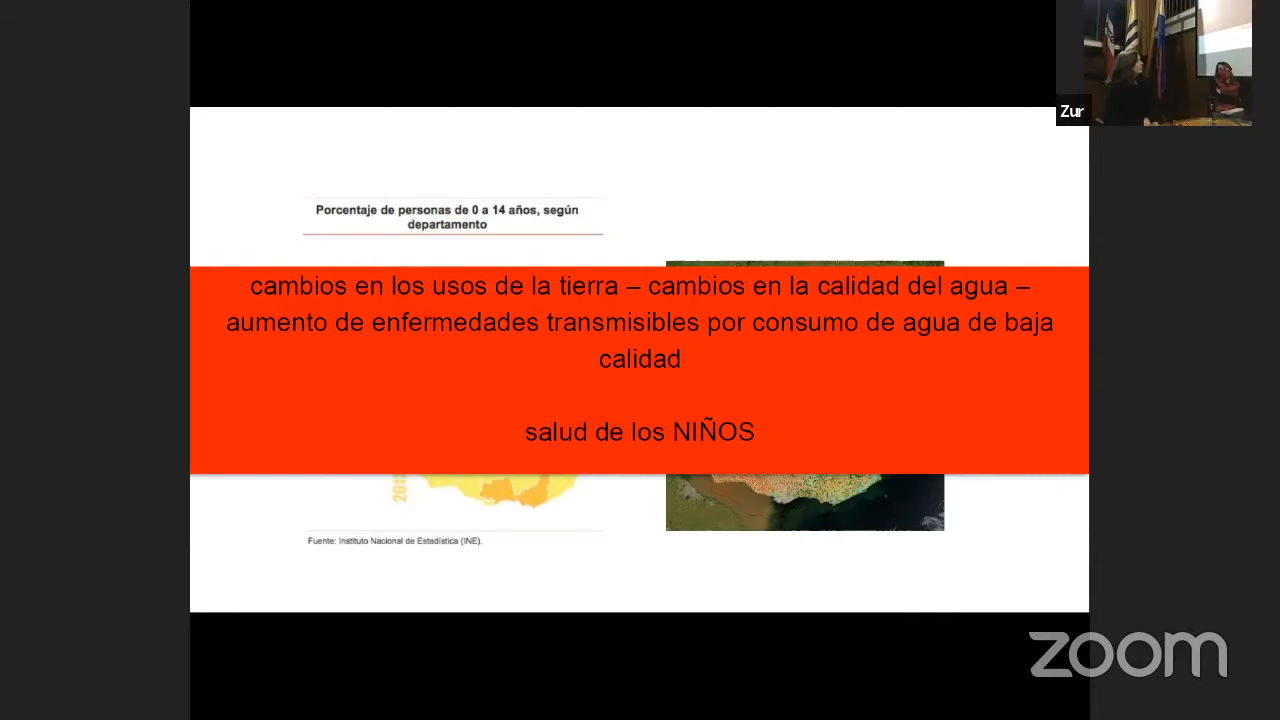 Zur
Porcentaje de personas de 0 a 14 años, según
departamento
cambios en los usos de la tierra – cambios en la calidad del agua –
aumento de enfermedades transmisibles por consumo de agua de baja
calidad
salud de los NIÑOS
Fuente: Instituto Nacional de Estadística (INE).
zoom